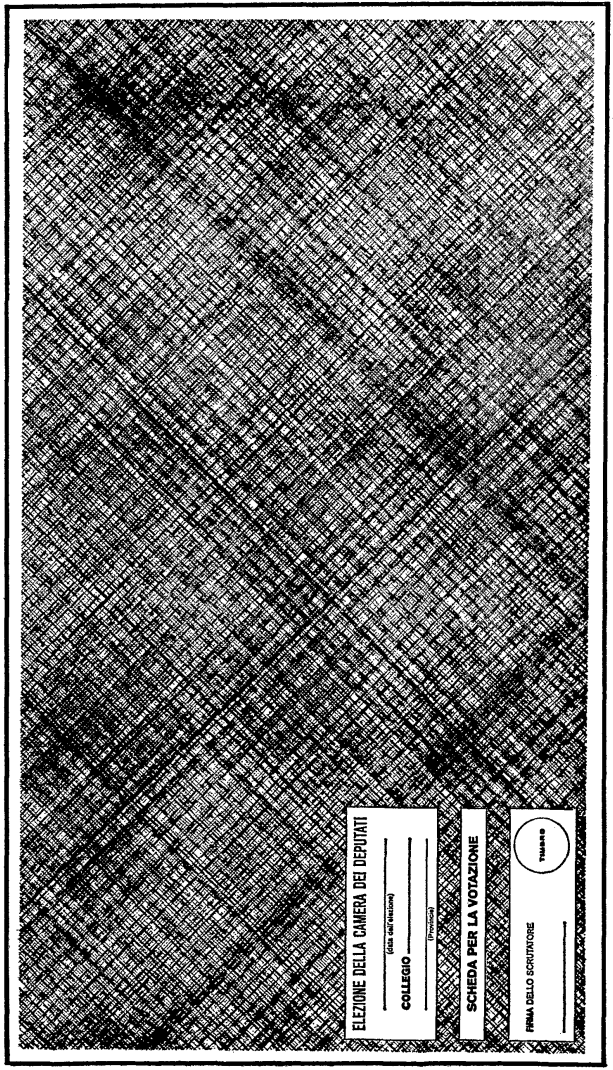 ELEZIONE DELLA CAMERA DEI DEPUTATI
(data dell'elezione)
COLLEGIO
(Provincia)
SCHEDA PER LA VOTAZIONE
FIRMA DELLO SCRUTATORE
TIMBRO